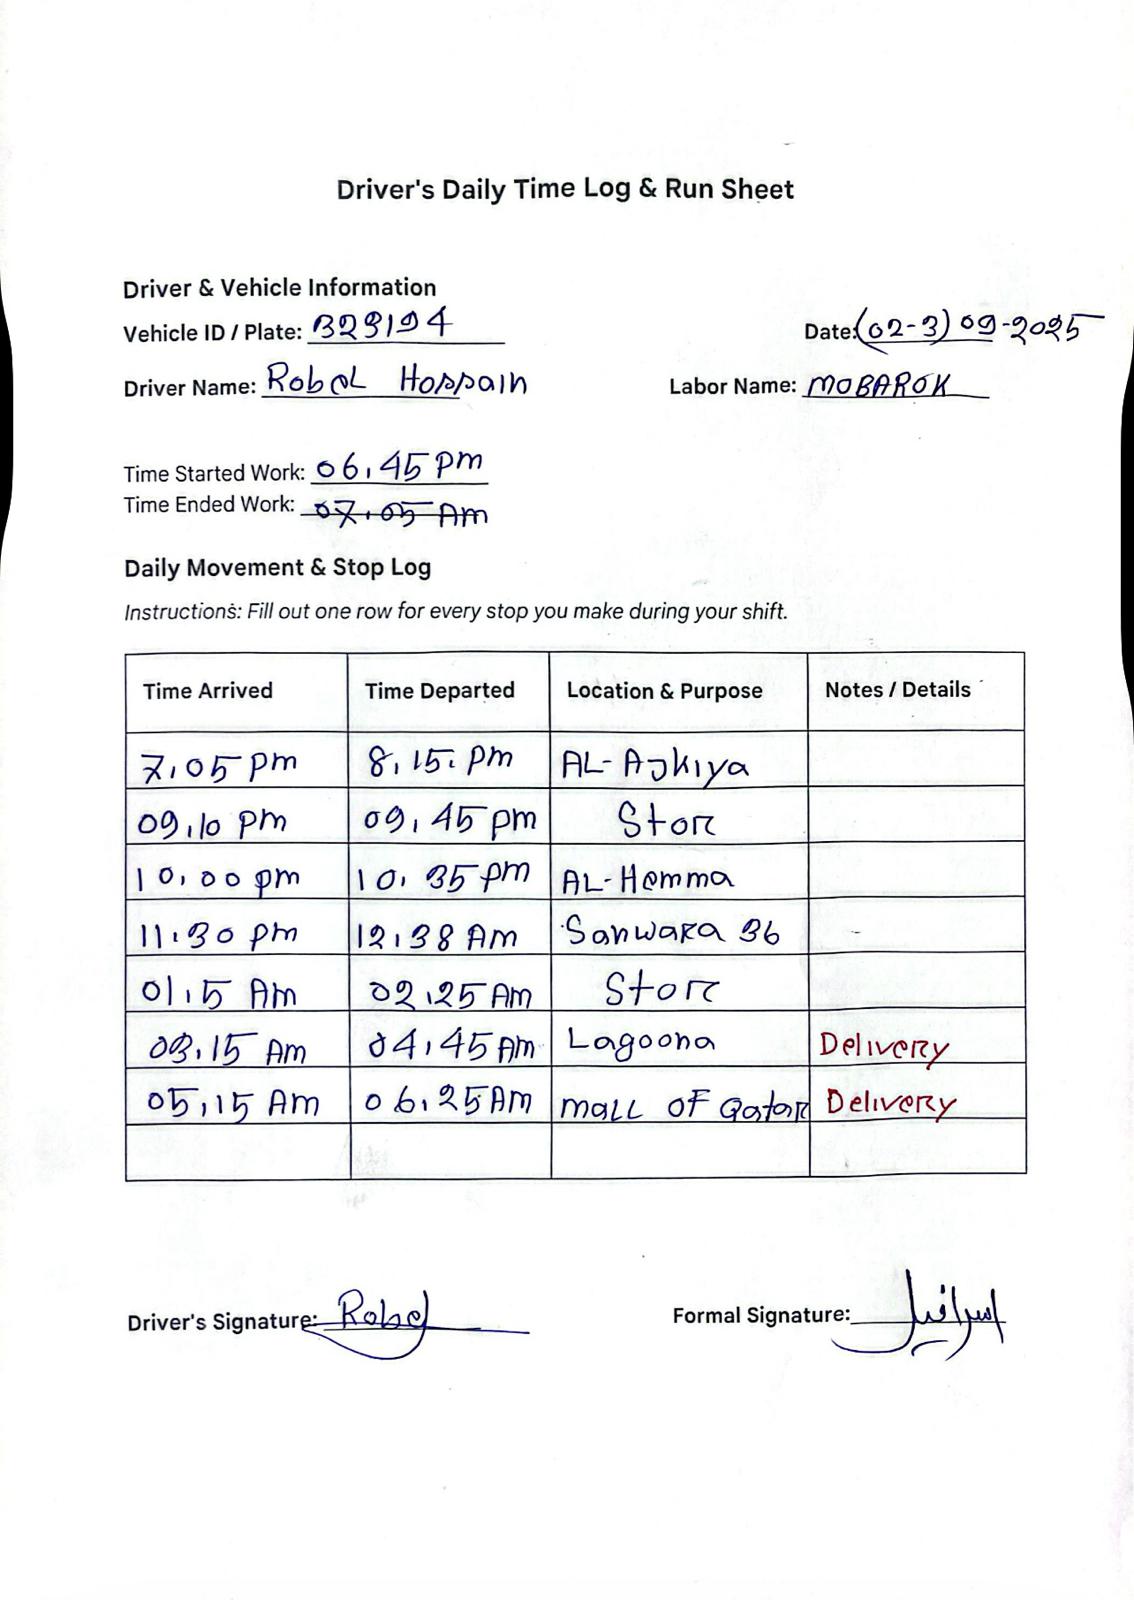 Driver's Daily Time Log & Run Sheet
Driver & Vehicle Information
Vehicle ID / Plate: 323194 Date: (02-3) 09-2025
Driver Name: Robel Hossain Labor Name: MOBAROK
Time Started Work: 06.45 Pm
Time Ended Work: 07.05 Am
Daily Movement & Stop Log
Instructions: Fill out one row for every stop you make during your shift.
Time Arrived Time Departed Location & Purpose Notes / Details
7.05 pm 8.15. pm AL-Ajkiya
09.10 pm 09.45 pm Stor
10.00 pm 10.35 pm AL-Hemma
11.30 pm 12.38 Am Sanwara 36
01.15 Am 02.25 Am Stor
03.15 Am 04.45 Am Lagoona Delivery
05.15 Am 06.25 Am mall OF Qatar Delivery
Driver's Signature: Robel Formal Signature: